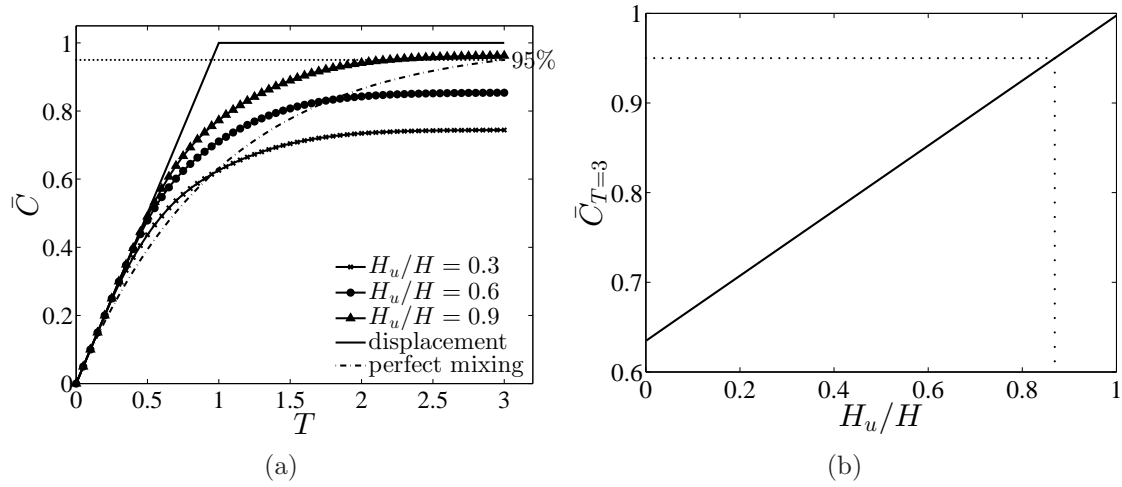 1
0.8
0.6
0.4
0.2
0
95%
C̄
H_u/H = 0.3
H_u/H = 0.6
H_u/H = 0.9
displacement
perfect mixing
0 0.5 1 1.5 2 2.5 3
T
(a)
1
0.9
0.8
0.7
0.6
C̄_{T=3}
0 0.2 0.4 0.6 0.8 1
H_u/H
(b)